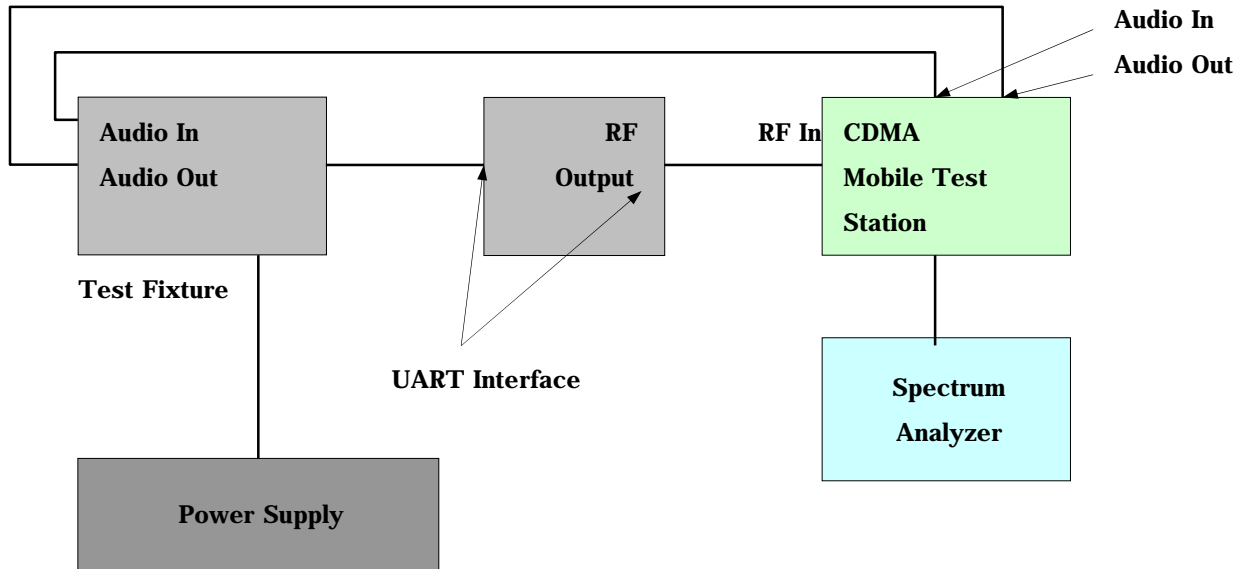 Audio In
Audio Out
Audio In
Audio Out
RF
Output
RF In
CDMA
Mobile Test
Station
Test Fixture
UART Interface
Spectrum
Analyzer
Power Supply